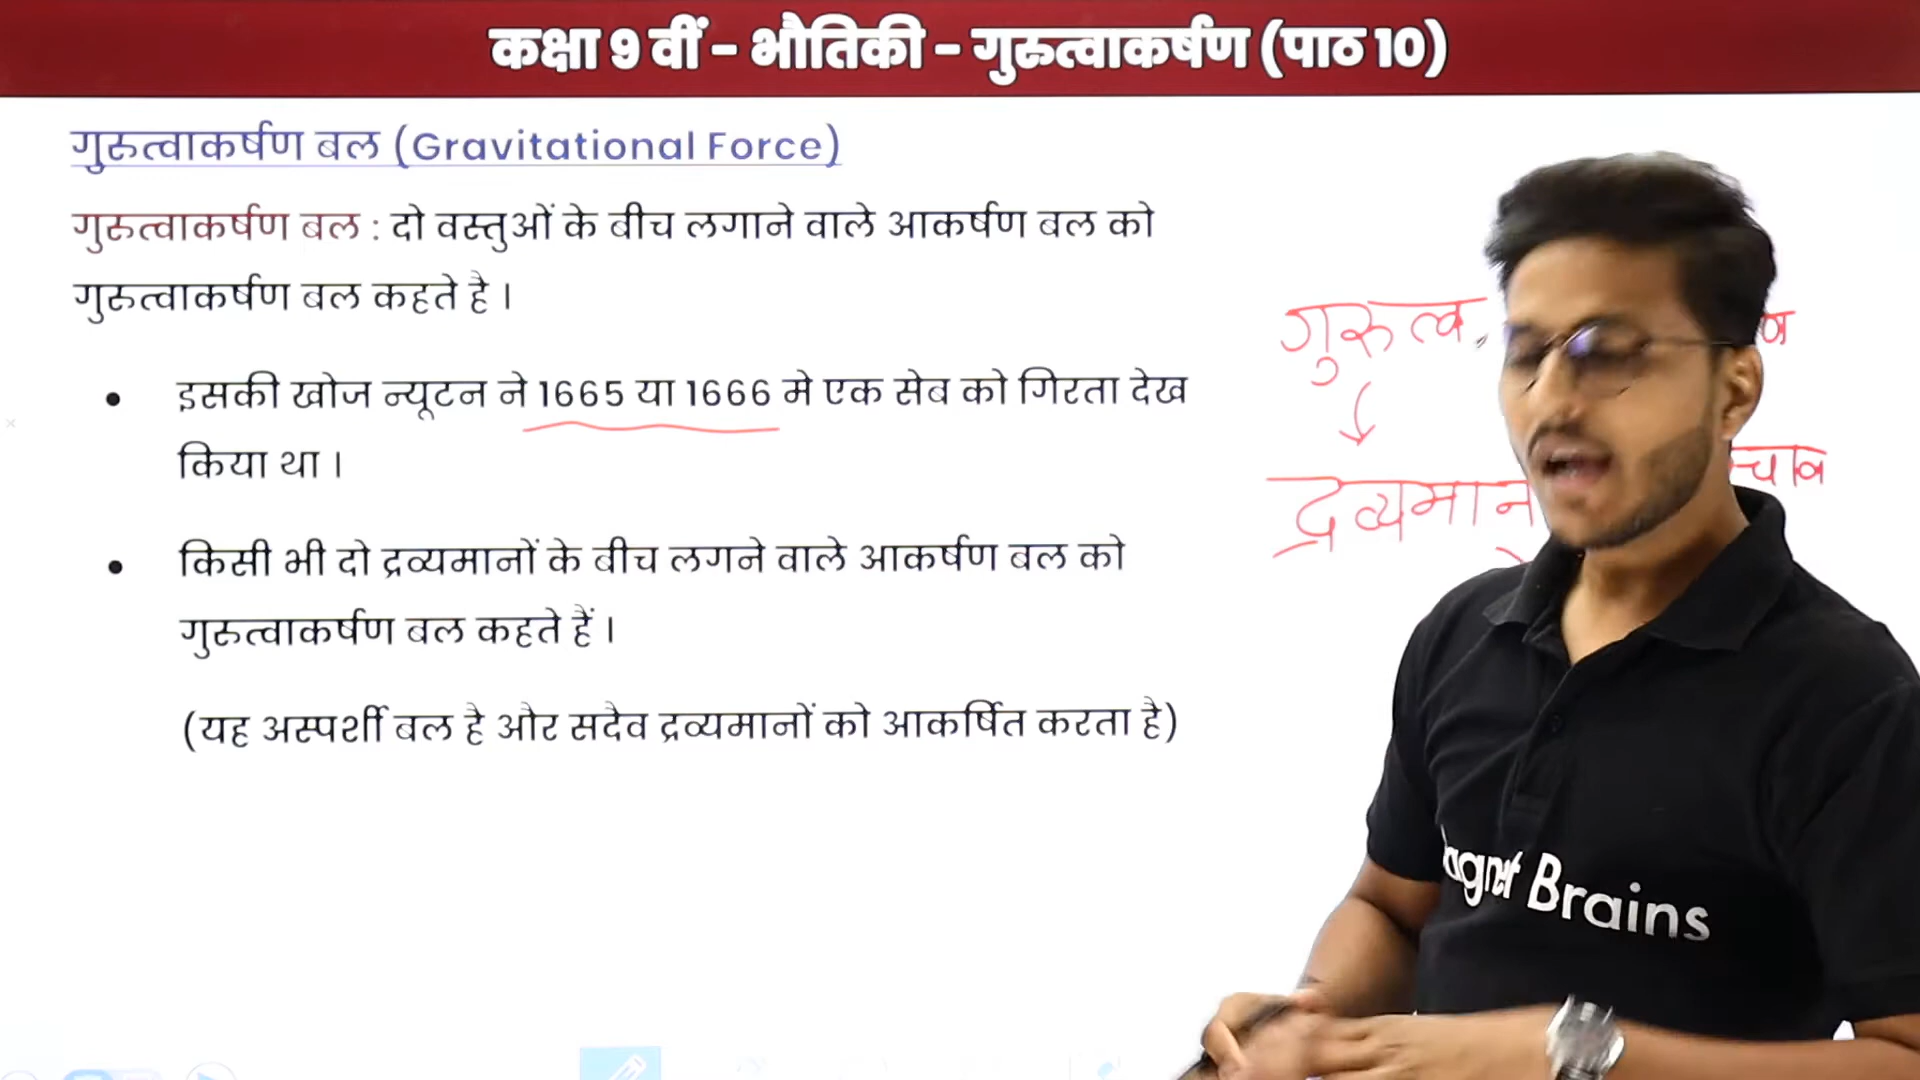 कक्षा 9 वीं - भौतिकी - गुरुत्वाकर्षण (पाठ 10)
गुरुत्वाकर्षण बल (Gravitational Force)
गुरुत्वाकर्षण बल : दो वस्तुओं के बीच लगाने वाले आकर्षण बल को
गुरुत्वाकर्षण बल कहते है ।
• इसकी खोज न्यूटन ने 1665 या 1666 मे एक सेब को गिरता देख
किया था ।
• किसी भी दो द्रव्यमानों के बीच लगने वाले आकर्षण बल को
गुरुत्वाकर्षण बल कहते हैं ।
(यह अस्पर्शी बल है और सदैव द्रव्यमानों को आकर्षित करता है)
गुरुत्व
द्रव्यमान
Brains